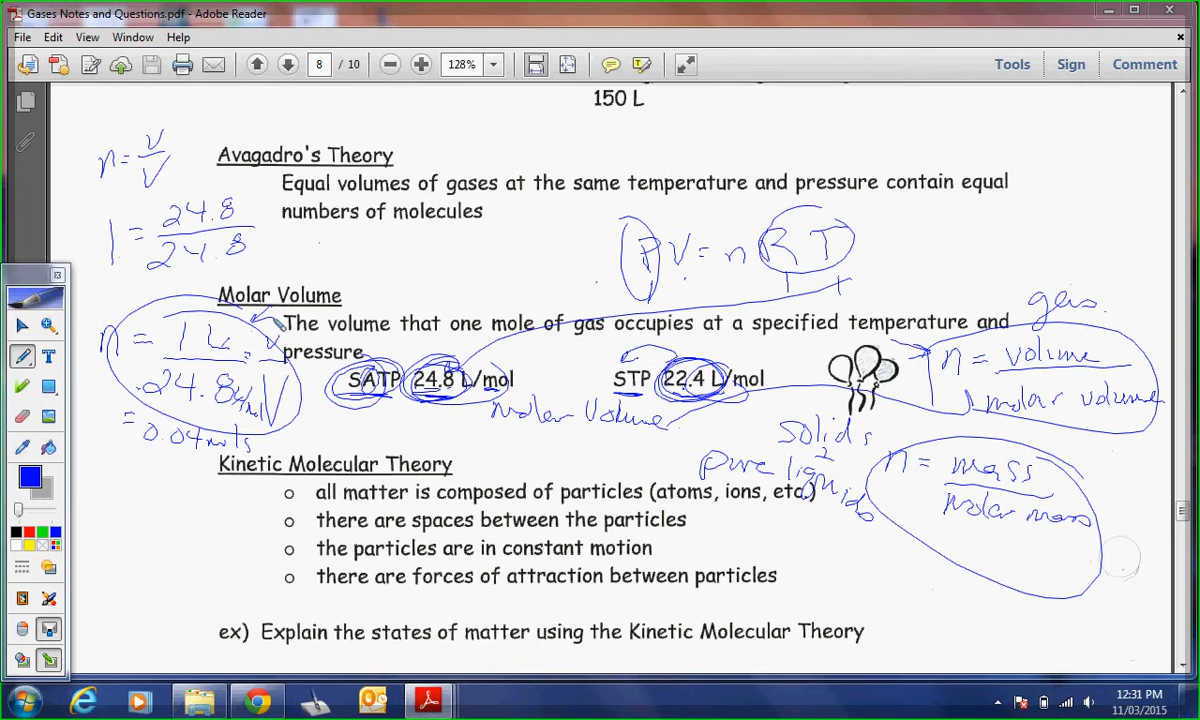 Gases Notes and Questions.pdf - Adobe Reader
File Edit View Window Help
8 / 10 128% Tools Sign Comment
150 L
n = v/V
Avagadro's Theory
Equal volumes of gases at the same temperature and pressure contain equal
numbers of molecules
1 = 24.8/24.8
PV = nRT
Molar Volume
The volume that one mole of gas occupies at a specified temperature and
pressure
gas
n = 1 L / 24.8 L/mol = v/V
= 0.04 mols
SATP 24.8 L/mol STP 22.4 L/mol
n = volume / molar volume
molar volume
solids
pure liquids
n = mass / molar mass
Kinetic Molecular Theory
o all matter is composed of particles (atoms, ions, etc.)
o there are spaces between the particles
o the particles are in constant motion
o there are forces of attraction between particles
ex) Explain the states of matter using the Kinetic Molecular Theory
12:31 PM
11/03/2015